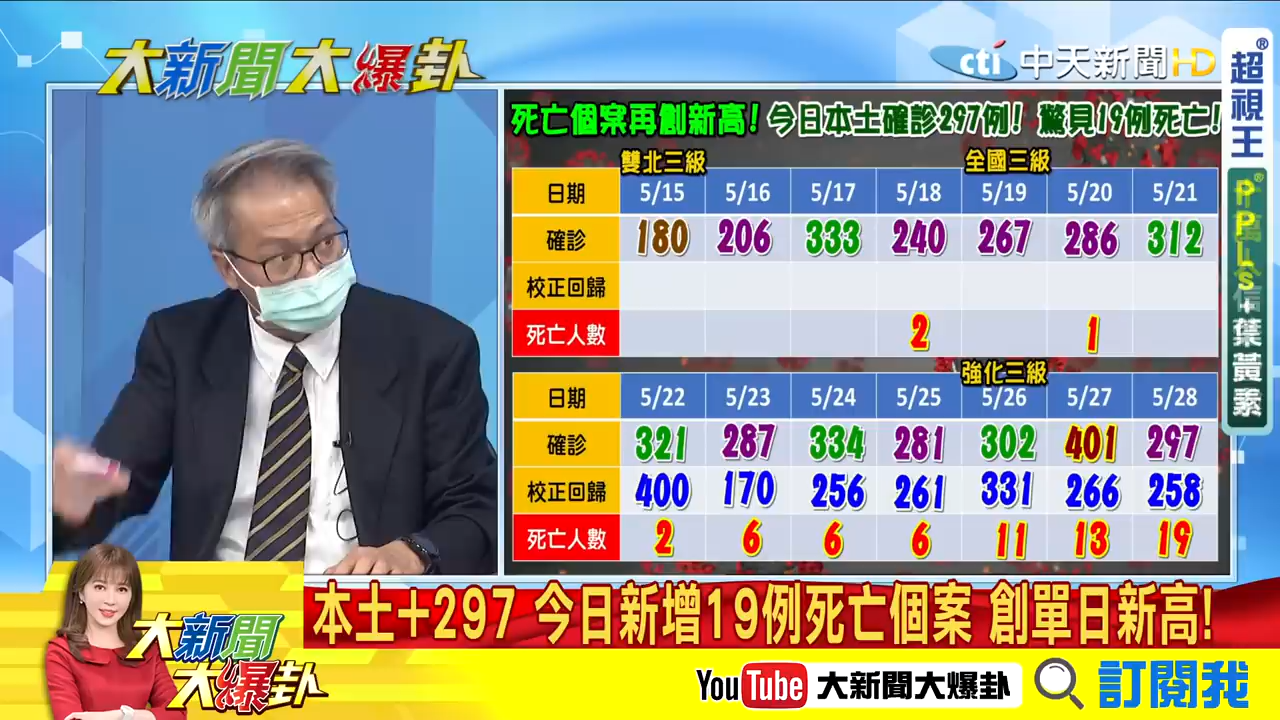 大新聞大爆卦
cti 中天新聞HD
超視王®
PPLs®+葉黃素
死亡個案再創新高! 今日本土確診297例! 驚見19例死亡!
雙北三級 全國三級
日期 5/15 5/16 5/17 5/18 5/19 5/20 5/21
確診 180 206 333 240 267 286 312
校正回歸
死亡人數 2 1
強化三級
日期 5/22 5/23 5/24 5/25 5/26 5/27 5/28
確診 321 287 334 281 302 401 297
校正回歸 400 170 256 261 331 266 258
死亡人數 2 6 6 6 11 13 19
本土+297 今日新增19例死亡個案 創單日新高!
大新聞
大爆卦
YouTube 大新聞大爆卦 訂閱我